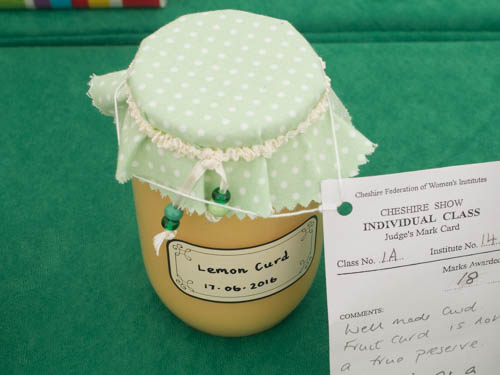 Lemon Curd
17-06-2016
Cheshire Federation of Women's Institutes
CHESHIRE SHOW
INDIVIDUAL CLASS
Judge's Mark Card
Class No. 1A Institute No. 14
Marks Awarded
18
COMMENTS:
Well made Curd
Fruit Curd is not
a true preserve.